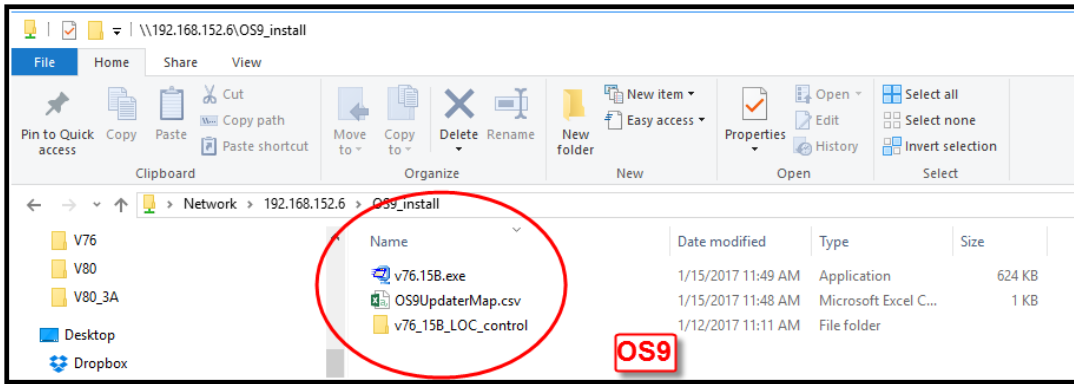 \\192.168.152.6\OS9_install
File Home Share View
Pin to Quick access
Copy
Paste
Cut
Copy path
Paste shortcut
Clipboard
Move to
Copy to
Delete
Rename
Organize
New folder
New item
Easy access
New
Properties
Open
Edit
History
Open
Select all
Select none
Invert selection
Select
Network > 192.168.152.6 > OS9_install
V76
V80
V80_3A
Desktop
Dropbox
Name Date modified Type Size
v76.15B.exe 1/15/2017 11:49 AM Application 624 KB
OS9UpdaterMap.csv 1/15/2017 11:48 AM Microsoft Excel C... 1 KB
v76_15B_LOC_control 1/12/2017 11:11 AM File folder
OS9